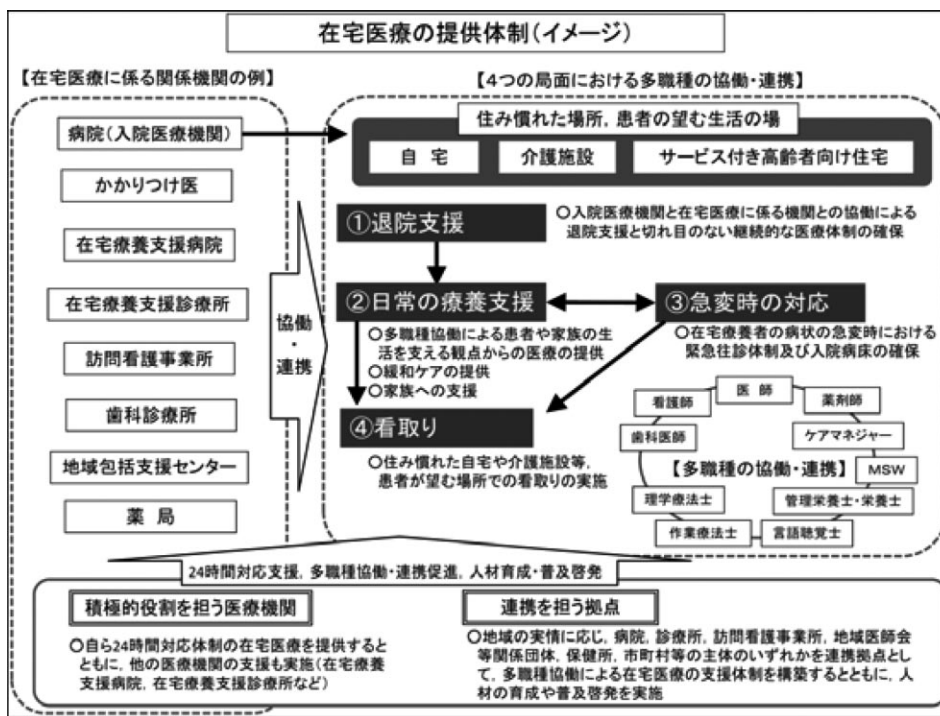 在宅医療の提供体制(イメージ)
【在宅医療に係る関係機関の例】
病院(入院医療機関)
かかりつけ医
在宅療養支援病院
在宅療養支援診療所
訪問看護事業所
歯科診療所
地域包括支援センター
薬 局
協働
・
連携
【4つの局面における多職種の協働・連携】
住み慣れた場所，患者の望む生活の場
自 宅
介護施設
サービス付き高齢者向け住宅
①退院支援
○入院医療機関と在宅医療に係る機関との協働による
退院支援と切れ目のない継続的な医療体制の確保
②日常の療養支援
○多職種協働による患者や家族の生
活を支える観点からの医療の提供
○緩和ケアの提供
○家族への支援
③急変時の対応
○在宅療養者の病状の急変時における
緊急往診体制及び入院病床の確保
④看取り
○住み慣れた自宅や介護施設等，
患者が望む場所での看取りの実施
医 師
看護師
薬剤師
歯科医師
ケアマネジャー
【多職種の協働・連携】
MSW
理学療法士
管理栄養士・栄養士
作業療法士
言語聴覚士
24時間対応支援，多職種協働・連携促進，人材育成・普及啓発
積極的役割を担う医療機関
○自ら24時間対応体制の在宅医療を提供すると
ともに，他の医療機関の支援も実施(在宅療養
支援病院，在宅療養支援診療所など)
連携を担う拠点
○地域の実情に応じ，病院，診療所，訪問看護事業所，地域医師会
等関係団体，保健所，市町村等の主体のいずれかを連携拠点とし
て，多職種協働による在宅医療の支援体制を構築するとともに，人
材の育成や普及啓発を実施